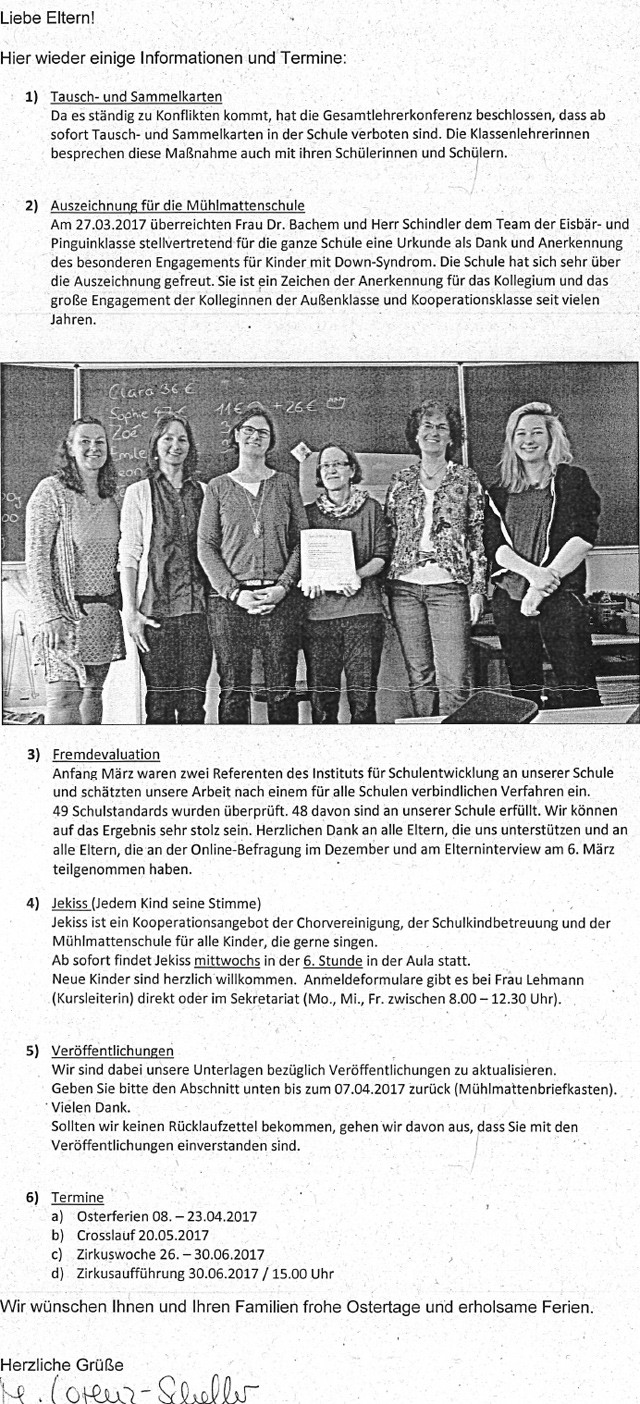 Liebe Eltern!
Hier wieder einige Informationen und Termine:
1) Tausch- und Sammelkarten
Da es ständig zu Konflikten kommt, hat die Gesamtlehrerkonferenz beschlossen, dass ab
sofort Tausch- und Sammelkarten in der Schule verboten sind. Die Klassenlehrerinnen
besprechen diese Maßnahme auch mit ihren Schülerinnen und Schülern.
2) Auszeichnung für die Mühlmattenschule
Am 27.03.2017 überreichten Frau Dr. Bachem und Herr Schindler dem Team der Eisbär- und
Pinguinklasse stellvertretend für die ganze Schule eine Urkunde als Dank und Anerkennung
des besonderen Engagements für Kinder mit Down-Syndrom. Die Schule hat sich sehr über
die Auszeichnung gefreut. Sie ist ein Zeichen der Anerkennung für das Kollegium und das
große Engagement der Kolleginnen der Außenklasse und Kooperationsklasse seit vielen
Jahren.
Clara 36 €
Sophie
11€ + 26€
Zoé
Emile
3) Fremdevaluation
Anfang März waren zwei Referenten des Instituts für Schulentwicklung an unserer Schule
und schätzten unsere Arbeit nach einem für alle Schulen verbindlichen Verfahren ein.
49 Schulstandards wurden überprüft. 48 davon sind an unserer Schule erfüllt. Wir können
auf das Ergebnis sehr stolz sein. Herzlichen Dank an alle Eltern, die uns unterstützen und an
alle Eltern, die an der Online-Befragung im Dezember und am Elterninterview am 6. März
teilgenommen haben.
4) Jekiss (Jedem Kind seine Stimme)
Jekiss ist ein Kooperationsangebot der Chorvereinigung, der Schulkindbetreuung und der
Mühlmattenschule für alle Kinder, die gerne singen.
Ab sofort findet Jekiss mittwochs in der 6. Stunde in der Aula statt.
Neue Kinder sind herzlich willkommen. Anmeldeformulare gibt es bei Frau Lehmann
(Kursleiterin) direkt oder im Sekretariat (Mo., Mi., Fr. zwischen 8.00 – 12.30 Uhr).
5) Veröffentlichungen
Wir sind dabei unsere Unterlagen bezüglich Veröffentlichungen zu aktualisieren.
Geben Sie bitte den Abschnitt unten bis zum 07.04.2017 zurück (Mühlmattenbriefkasten).
Vielen Dank.
Sollten wir keinen Rücklaufzettel bekommen, gehen wir davon aus, dass Sie mit den
Veröffentlichungen einverstanden sind.
6) Termine
a) Osterferien 08. – 23.04.2017
b) Crosslauf 20.05.2017
c) Zirkuswoche 26. – 30.06.2017
d) Zirkusaufführung 30.06.2017 / 15.00 Uhr
Wir wünschen Ihnen und Ihren Familien frohe Ostertage und erholsame Ferien.
Herzliche Grüße
M. Lorenz-Scheller